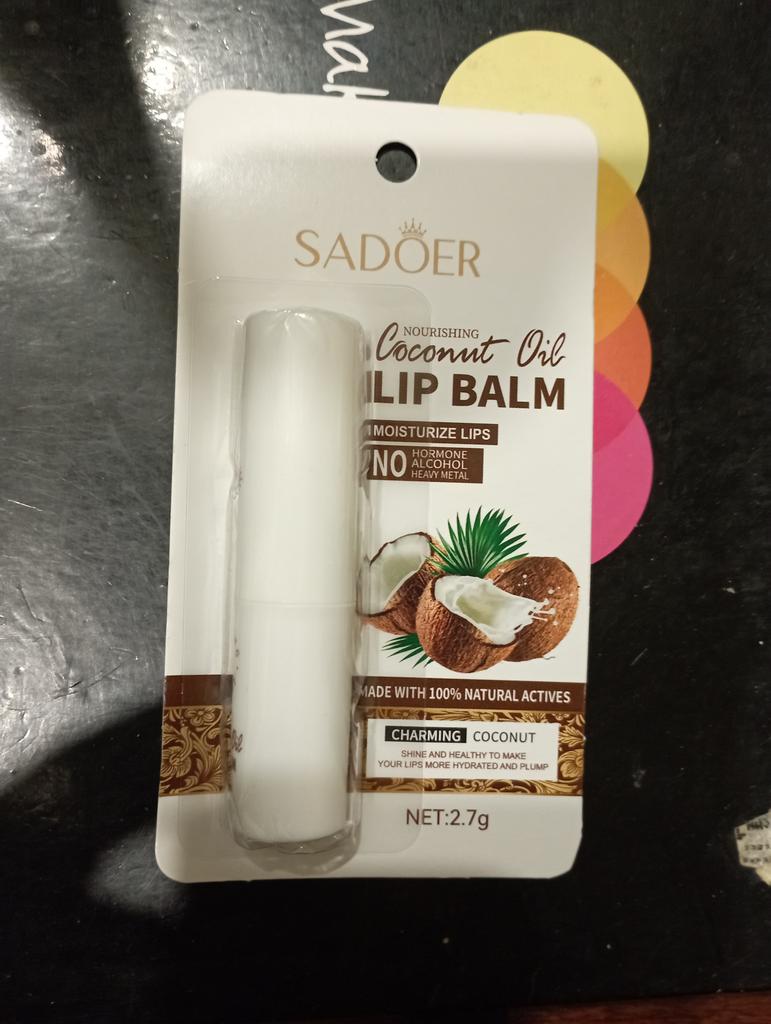 SADOER
NOURISHING
Coconut Oil
LIP BALM
MOISTURIZE LIPS
NO
HORMONE
ALCOHOL
HEAVY METAL
MADE WITH 100% NATURAL ACTIVES
CHARMING COCONUT
SHINE AND HEALTHY TO MAKE
YOUR LIPS MORE HYDRATED AND PLUMP
NET:2.7g